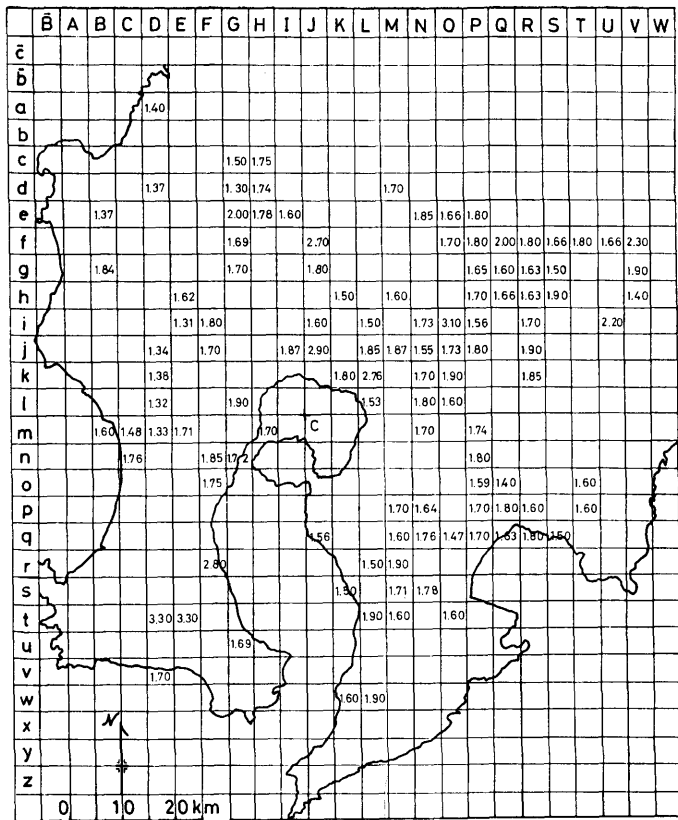 B̄ A B C D E F G H I J K L M N O P Q R S T U V W
c̄
b̄
a 1.40
b
c 1.50 1.75
d 1.37 1.30 1.74 1.70
e 1.37 2.00 1.78 1.60 1.85 1.66 1.80
f 1.69 2.70 1.70 1.80 2.00 1.80 1.66 1.80 1.66 2.30
g 1.84 1.70 1.80 1.65 1.60 1.63 1.50 1.90
h 1.62 1.50 1.60 1.70 1.66 1.63 1.90 1.40
i 1.31 1.80 1.60 1.50 1.73 3.10 1.56 1.70 2.20
j 1.34 1.70 1.87 2.90 1.85 1.87 1.55 1.73 1.80 1.90
k 1.38 1.80 2.76 1.70 1.90 1.85
l 1.32 1.90 1.53 1.80 1.60
m 1.60 1.48 1.33 1.71 1.70 C 1.70 1.74
n 1.76 1.85 1.72 1.80
o 1.75 1.59 1.40 1.60
p 1.70 1.64 1.70 1.80 1.60 1.60
q 1.56 1.60 1.76 1.47 1.70 1.63 1.80 1.50
r 2.80 1.50 1.90
s 1.50 1.71 1.78
t 3.30 3.30 1.90 1.60 1.60
u 1.69
v 1.70
w 1.60 1.90
x N
y
z
0 10 20 km